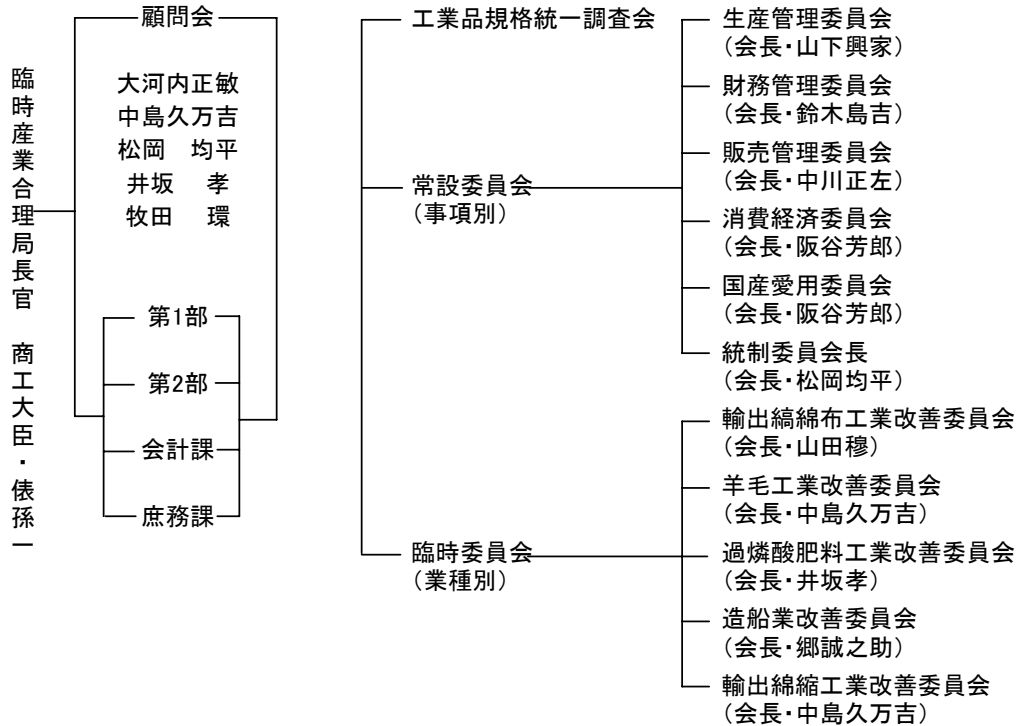 臨時産業合理局長官　商工大臣・俵孫一
顧問会
大河内正敏
中島久万吉
松岡　均平
井坂　孝
牧田　環
第1部
第2部
会計課
庶務課
工業品規格統一調査会
常設委員会
（事項別）
生産管理委員会
（会長・山下興家）
財務管理委員会
（会長・鈴木島吉）
販売管理委員会
（会長・中川正左）
消費経済委員会
（会長・阪谷芳郎）
国産愛用委員会
（会長・阪谷芳郎）
統制委員会長
（会長・松岡均平）
臨時委員会
（業種別）
輸出縞綿布工業改善委員会
（会長・山田穆）
羊毛工業改善委員会
（会長・中島久万吉）
過燐酸肥料工業改善委員会
（会長・井坂孝）
造船業改善委員会
（会長・郷誠之助）
輸出綿縮工業改善委員会
（会長・中島久万吉）